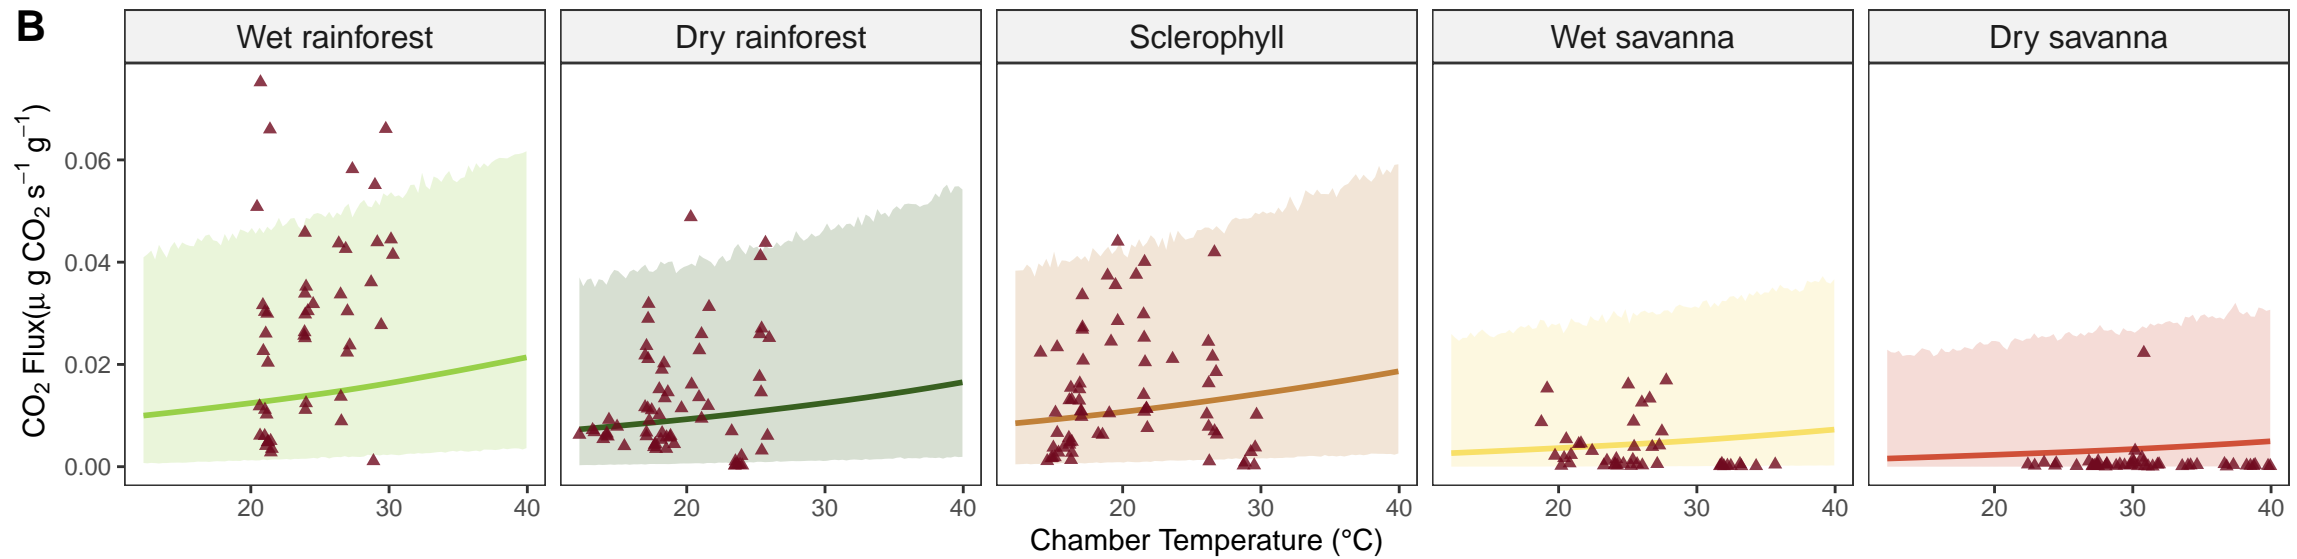 B
Wet rainforest Dry rainforest Sclerophyll Wet savanna Dry savanna
CO₂ Flux(μ g CO₂ s⁻¹ g⁻¹)
0.06
0.04
0.02
0.00
20 30 40 20 30 40 20 30 40 20 30 40 20 30 40
Chamber Temperature (°C)